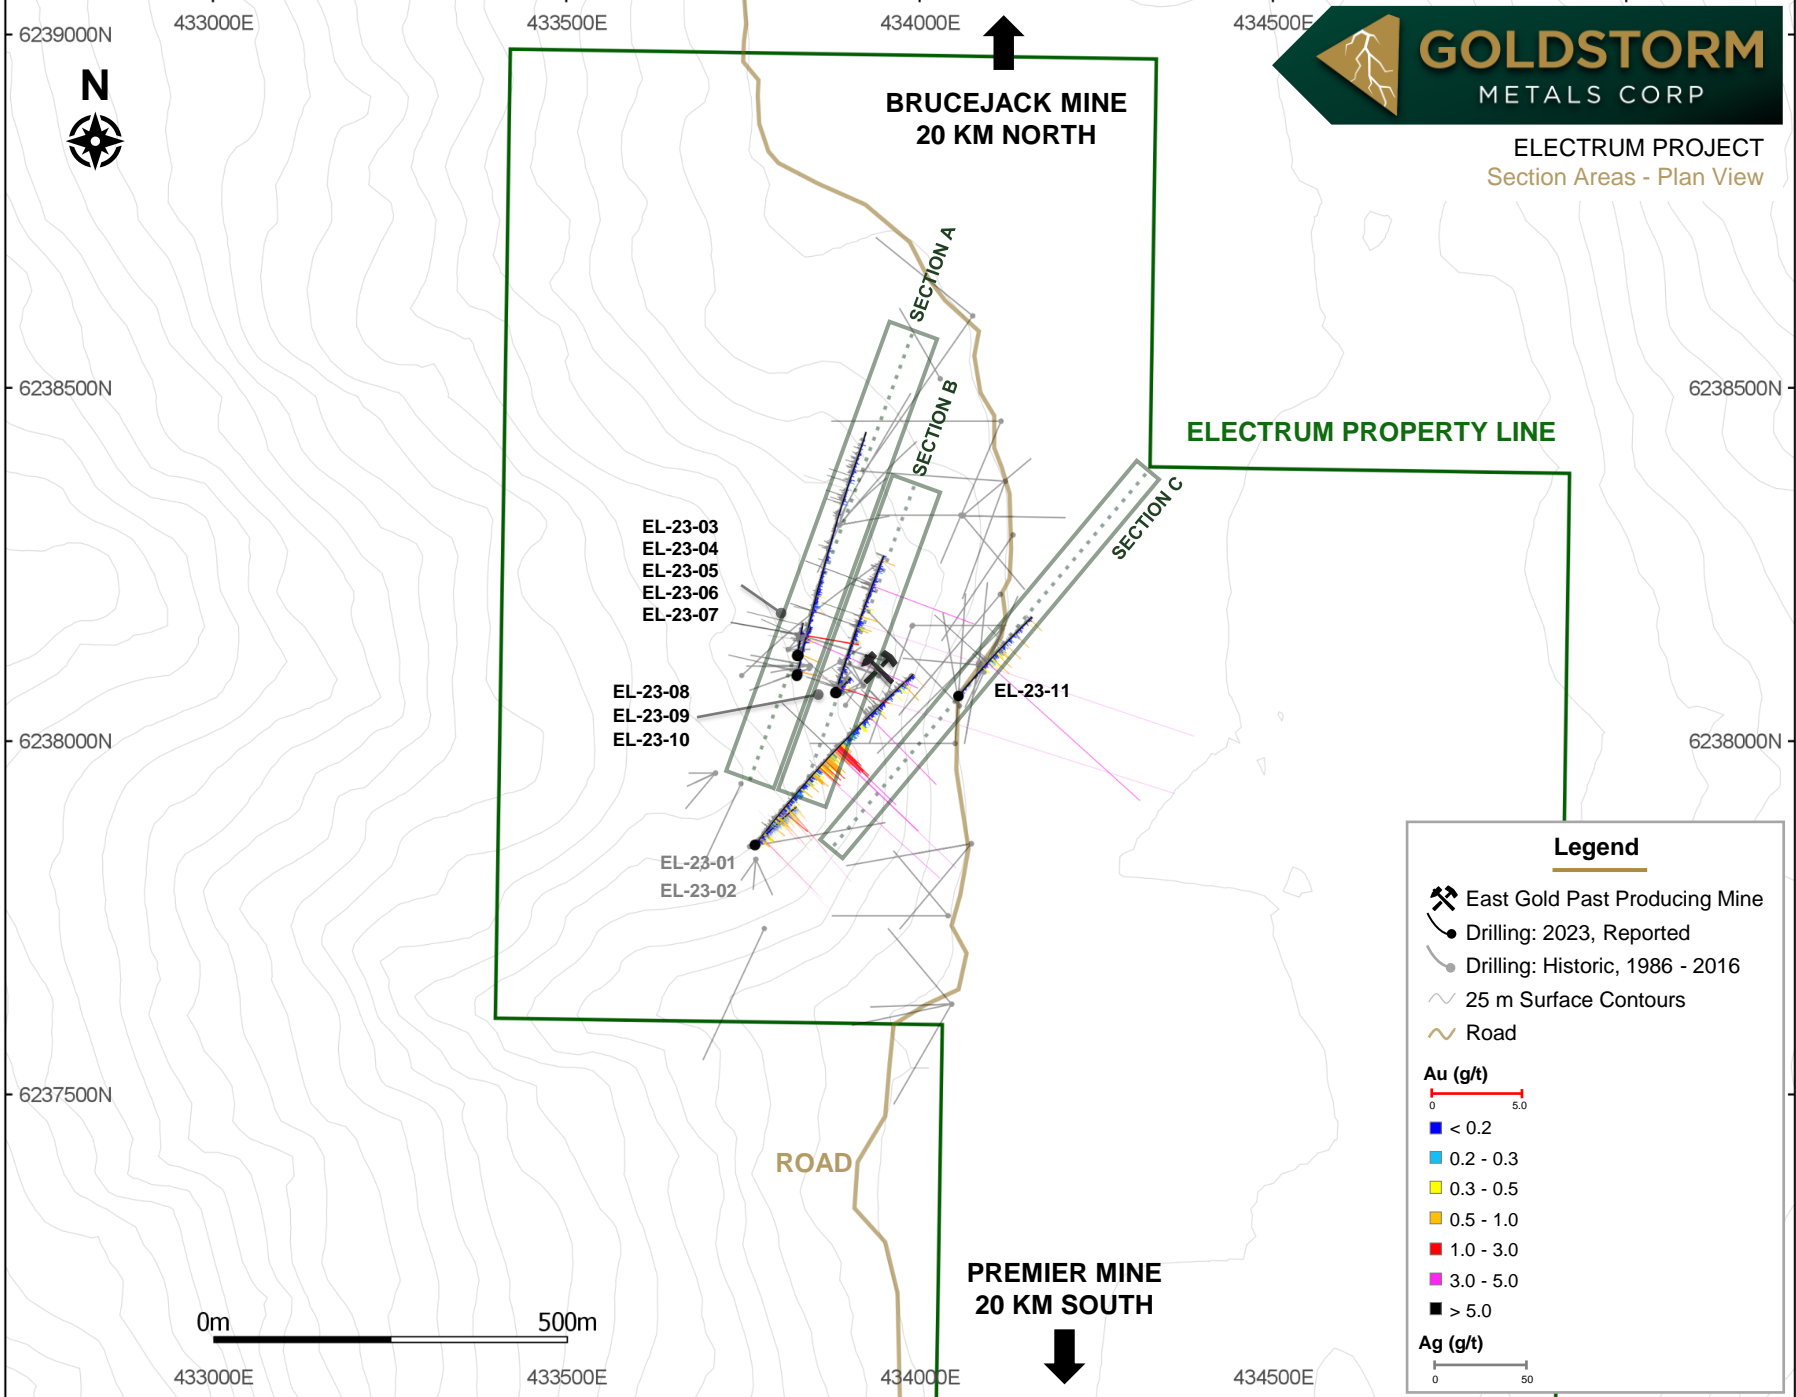 433000E
433500E
434000E
434500E
6239000N
N
BRUCEJACK MINE
20 KM NORTH
GOLDSTORM
METALS CORP
ELECTRUM PROJECT
Section Areas - Plan View
SECTION A
6238500N
6238500N
SECTION B
ELECTRUM PROPERTY LINE
SECTION C
EL-23-03
EL-23-04
EL-23-05
EL-23-06
EL-23-07
EL-23-08
EL-23-09
EL-23-10
EL-23-11
6238000N
6238000N
EL-23-01
EL-23-02
6237500N
ROAD
PREMIER MINE
20 KM SOUTH
0m
500m
433000E
433500E
434000E
434500E
Legend
East Gold Past Producing Mine
Drilling: 2023, Reported
Drilling: Historic, 1986 - 2016
25 m Surface Contours
Road
Au (g/t)
0 5.0
< 0.2
0.2 - 0.3
0.3 - 0.5
0.5 - 1.0
1.0 - 3.0
3.0 - 5.0
> 5.0
Ag (g/t)
0 50